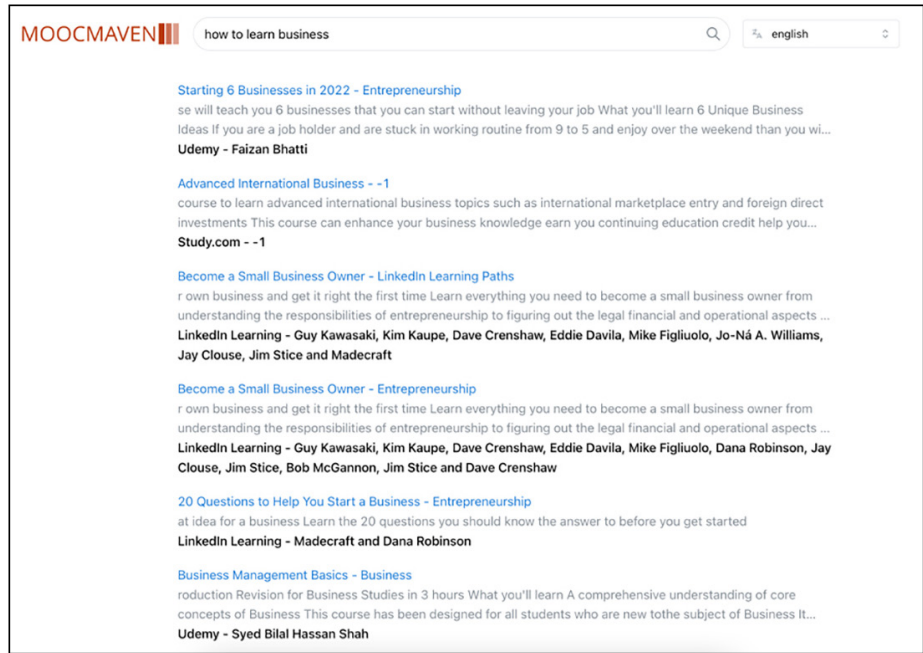 MOOCMAVEN
how to learn business
english
Starting 6 Businesses in 2022 - Entrepreneurship
se will teach you 6 businesses that you can start without leaving your job What you'll learn 6 Unique Business
Ideas If you are a job holder and are stuck in working routine from 9 to 5 and enjoy over the weekend than you wi...
Udemy - Faizan Bhatti
Advanced International Business - -1
course to learn advanced international business topics such as international marketplace entry and foreign direct
investments This course can enhance your business knowledge earn you continuing education credit help you...
Study.com - -1
Become a Small Business Owner - LinkedIn Learning Paths
r own business and get it right the first time Learn everything you need to become a small business owner from
understanding the responsibilities of entrepreneurship to figuring out the legal financial and operational aspects ...
LinkedIn Learning - Guy Kawasaki, Kim Kaupe, Dave Crenshaw, Eddie Davila, Mike Figliuolo, Jo-Ná A. Williams,
Jay Clouse, Jim Stice and Madecraft
Become a Small Business Owner - Entrepreneurship
r own business and get it right the first time Learn everything you need to become a small business owner from
understanding the responsibilities of entrepreneurship to figuring out the legal financial and operational aspects ...
LinkedIn Learning - Guy Kawasaki, Kim Kaupe, Dave Crenshaw, Eddie Davila, Mike Figliuolo, Dana Robinson, Jay
Clouse, Jim Stice, Bob McGannon, Jim Stice and Dave Crenshaw
20 Questions to Help You Start a Business - Entrepreneurship
at idea for a business Learn the 20 questions you should know the answer to before you get started
LinkedIn Learning - Madecraft and Dana Robinson
Business Management Basics - Business
roduction Revision for Business Studies in 3 hours What you'll learn A comprehensive understanding of core
concepts of Business This course has been designed for all students who are new tothe subject of Business It...
Udemy - Syed Bilal Hassan Shah